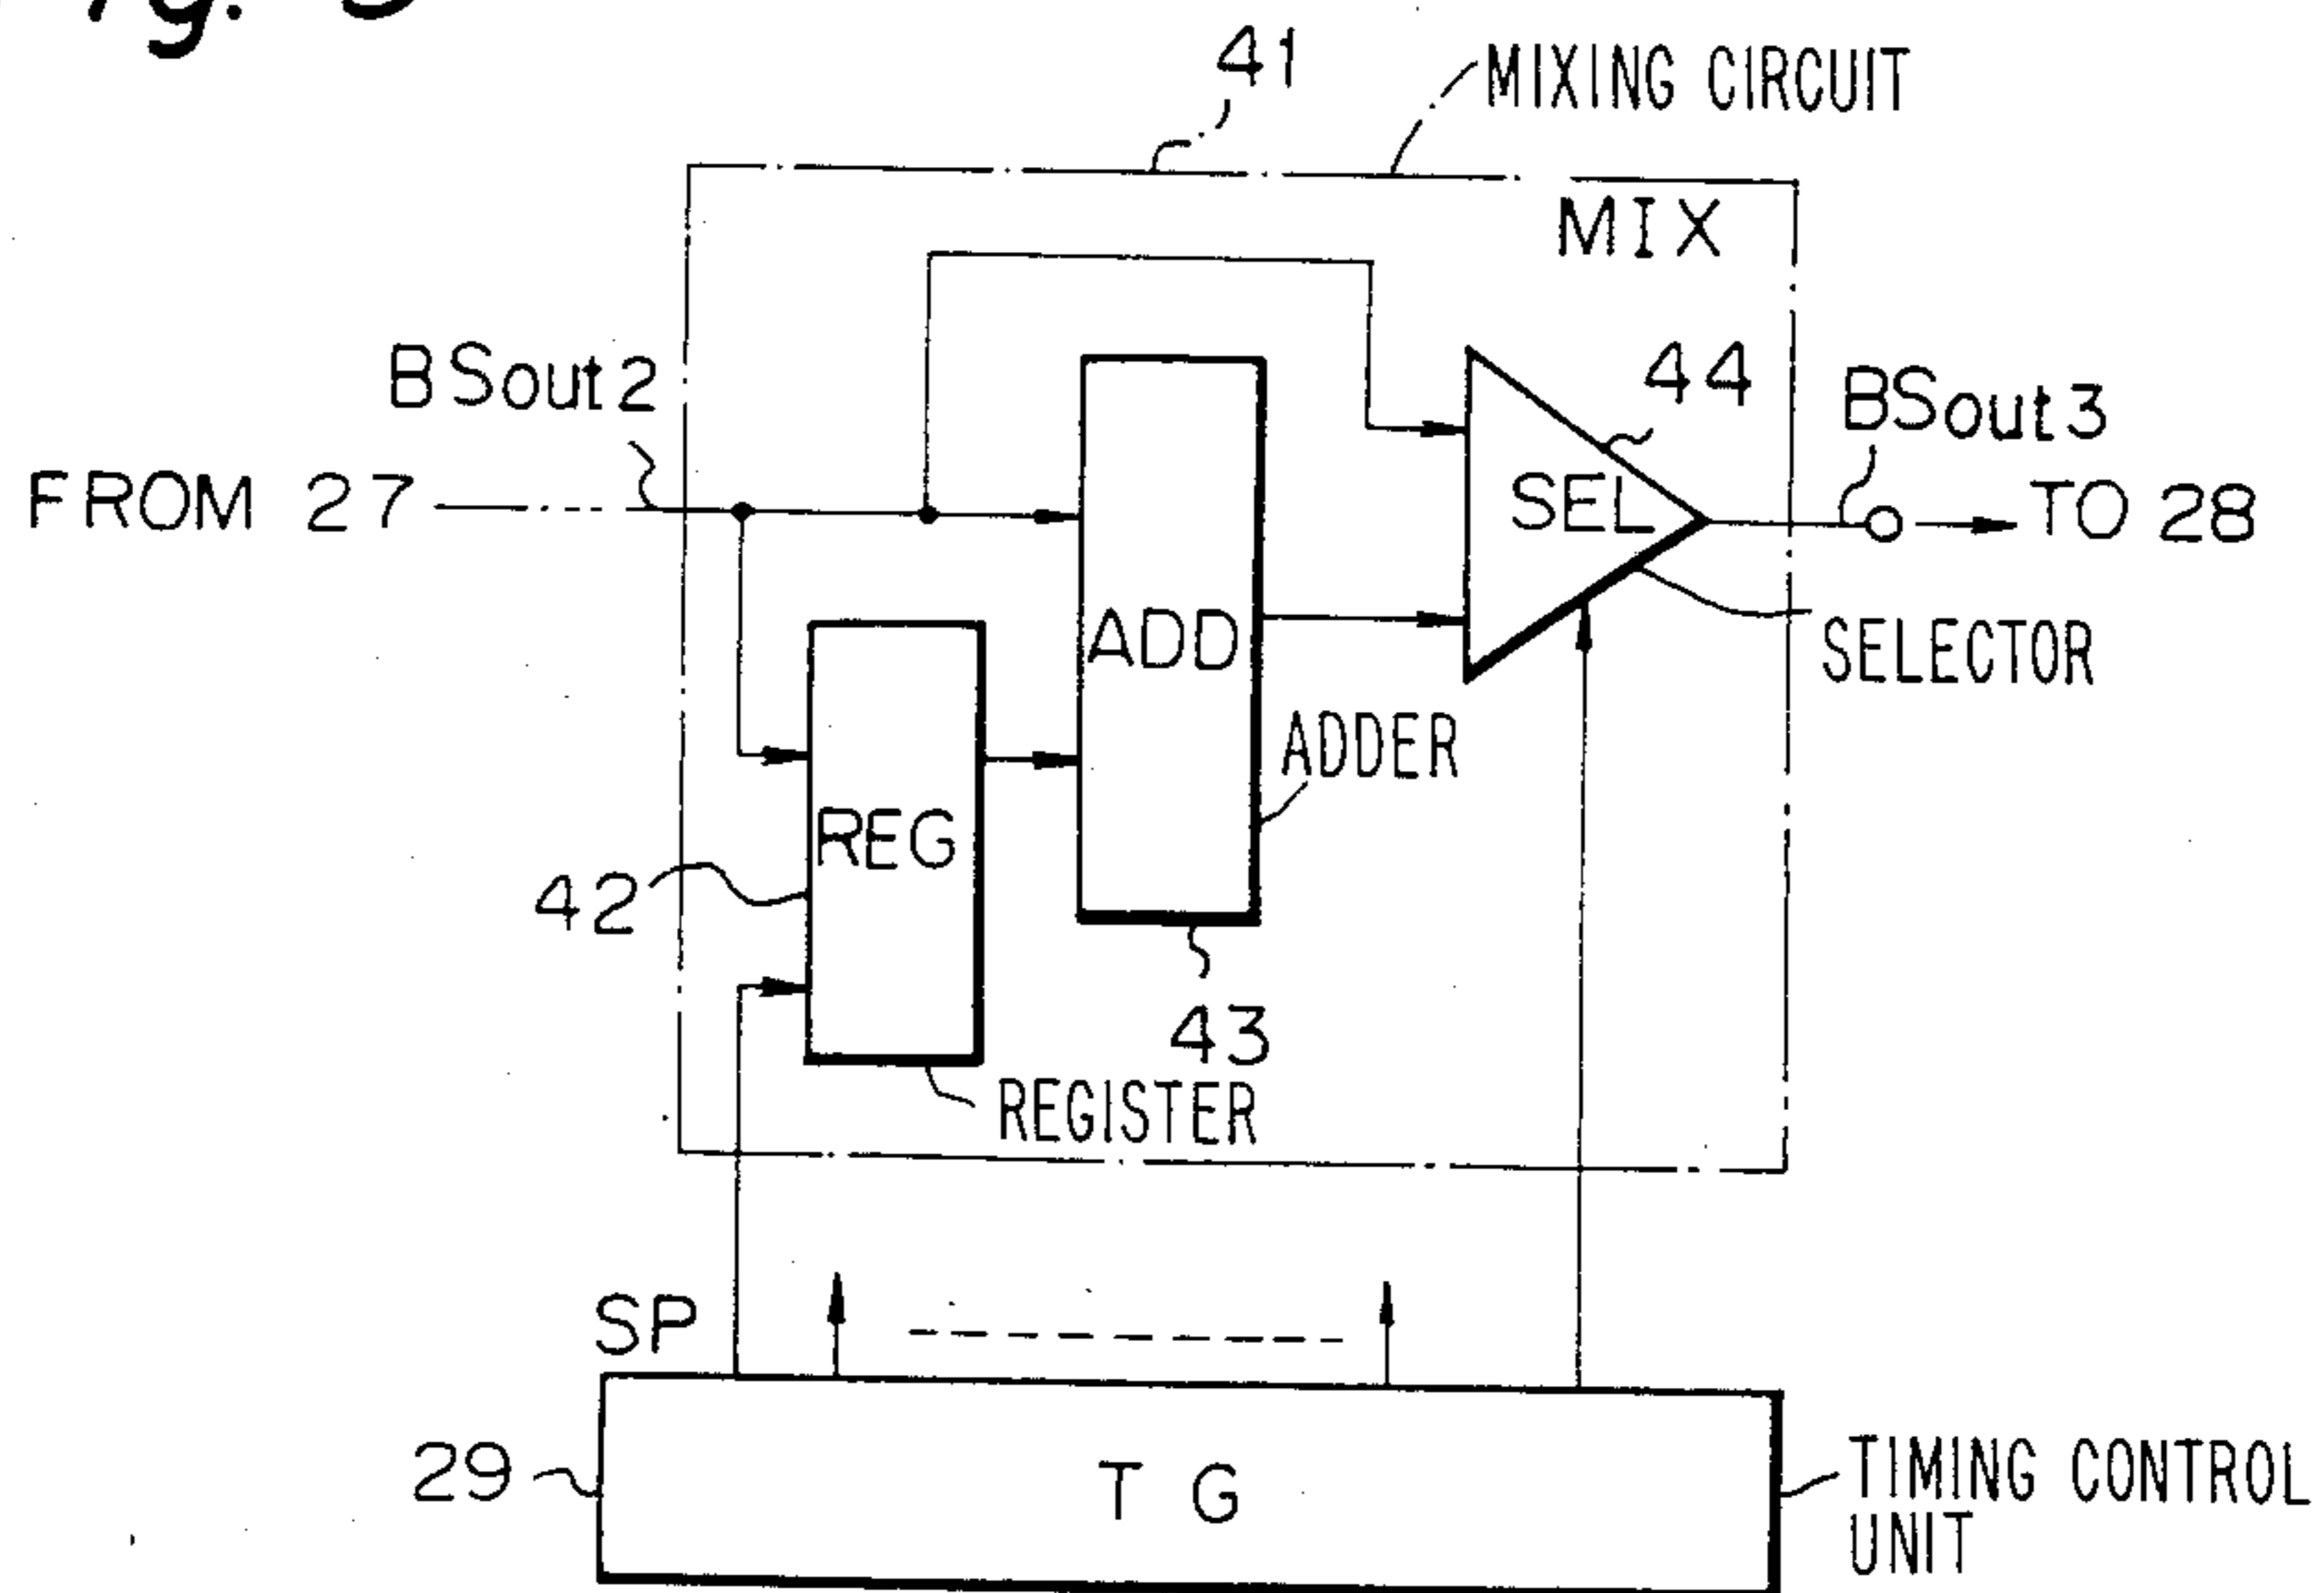 41
MIXING CIRCUIT
MIX
BSout2
44
BSout3
FROM 27
SEL
TO 28
ADD
SELECTOR
ADDER
REG
42
43
REGISTER
SP
29
TG
TIMING CONTROL
UNIT